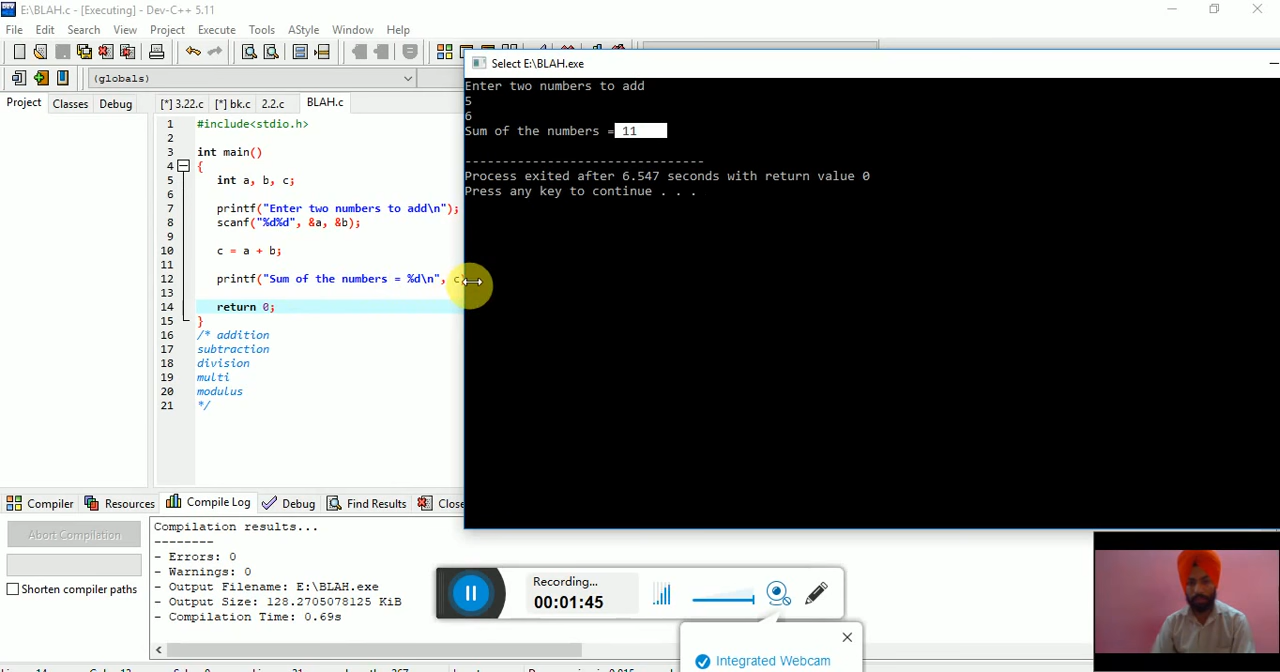 E:\BLAH.c - [Executing] - Dev-C++ 5.11
File Edit Search View Project Execute Tools AStyle Window Help
(globals)
Select E:\BLAH.exe
Project Classes Debug [*] 3.22.c [*] bk.c 2.2.c BLAH.c
Enter two numbers to add
5
6
Sum of the numbers = 11
--------------------------------
Process exited after 6.547 seconds with return value 0
Press any key to continue . . .
1 #include<stdio.h>
2
3 int main()
4 {
5 int a, b, c;
6
7 printf("Enter two numbers to add\n");
8 scanf("%d%d", &a, &b);
9
10 c = a + b;
11
12 printf("Sum of the numbers = %d\n", c
13
14 return 0;
15 }
16 /* addition
17 subtraction
18 division
19 multi
20 modulus
21 */
Compiler Resources Compile Log Debug Find Results Close
Abort Compilation
Shorten compiler paths
Compilation results...
--------
- Errors: 0
- Warnings: 0
- Output Filename: E:\BLAH.exe
- Output Size: 128.2705078125 KiB
- Compilation Time: 0.69s
Recording...
00:01:45
Integrated Webcam